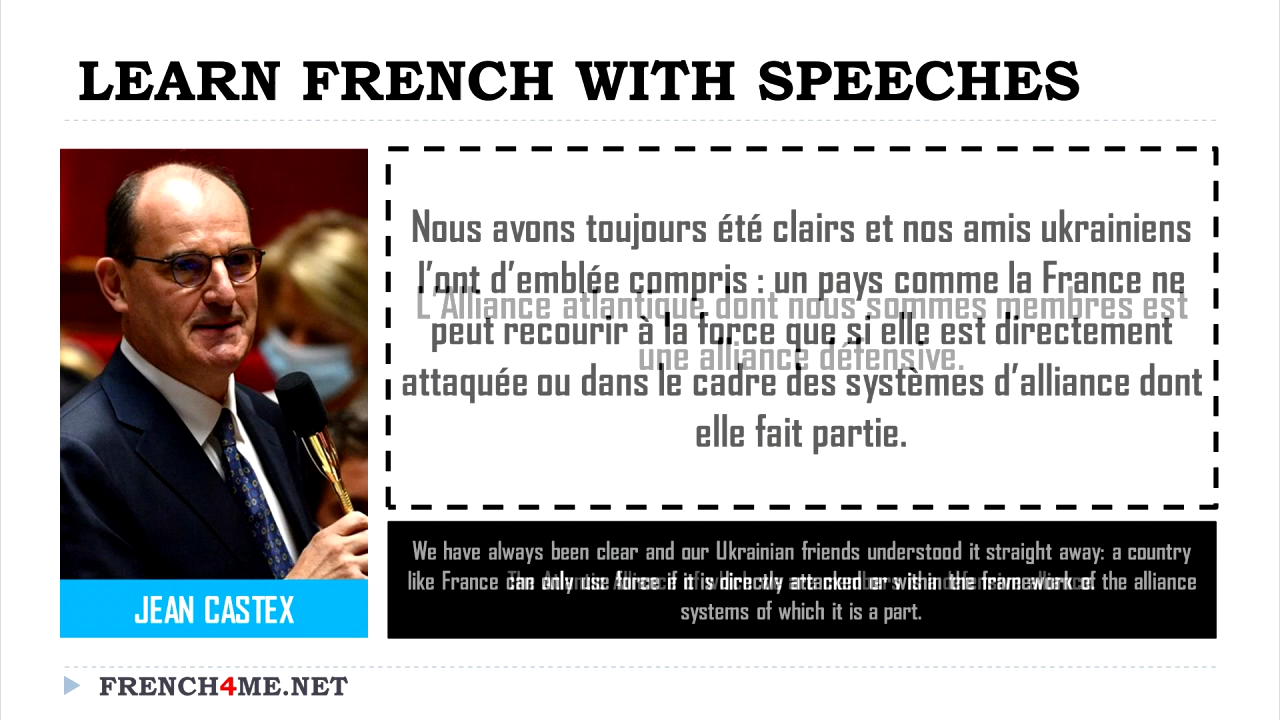 LEARN FRENCH WITH SPEECHES
Nous avons toujours été clairs et nos amis ukrainiens
l’ont d’emblée compris : un pays comme la France ne
L’Alliance atlantique dont nous sommes membres est
peut recourir à la force que si elle est directement
une alliance défensive.
attaquée ou dans le cadre des systèmes d’alliance dont
elle fait partie.
We have always been clear and our Ukrainian friends understood it straight away: a country
like France can only use force if it is directly attacked or within the framework of the alliance
systems of which it is a part.
JEAN CASTEX
FRENCH4ME.NET